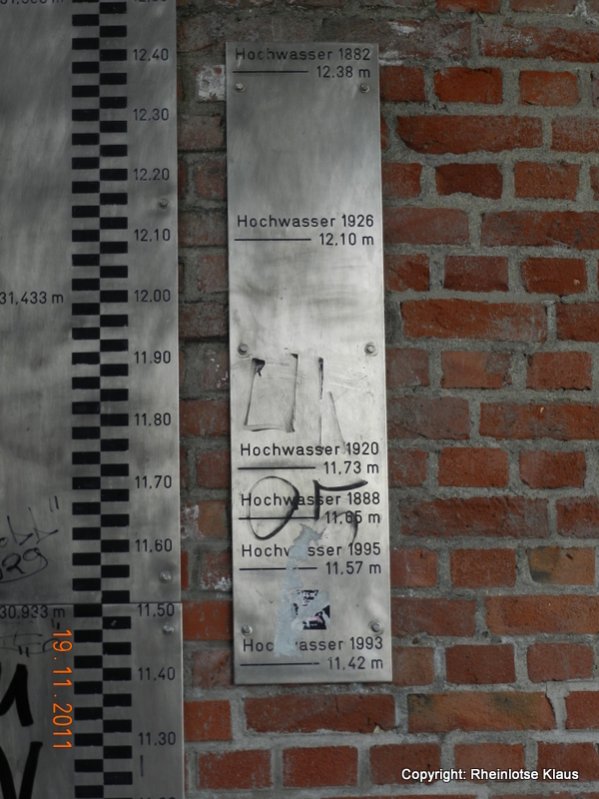 12.40
12.30
12.20
12.10
31,433 m
12.00
11.90
11.80
11.70
11.60
30,933 m
11.50
11.40
11.30
Hochwasser 1882
12.38 m
Hochwasser 1926
12.10 m
Hochwasser 1920
11.73 m
Hochwasser 1888
11.65 m
Hochwasser 1995
11.57 m
Hochwasser 1993
11.42 m
19.11.2011
Copyright: Rheinlotse Klaus